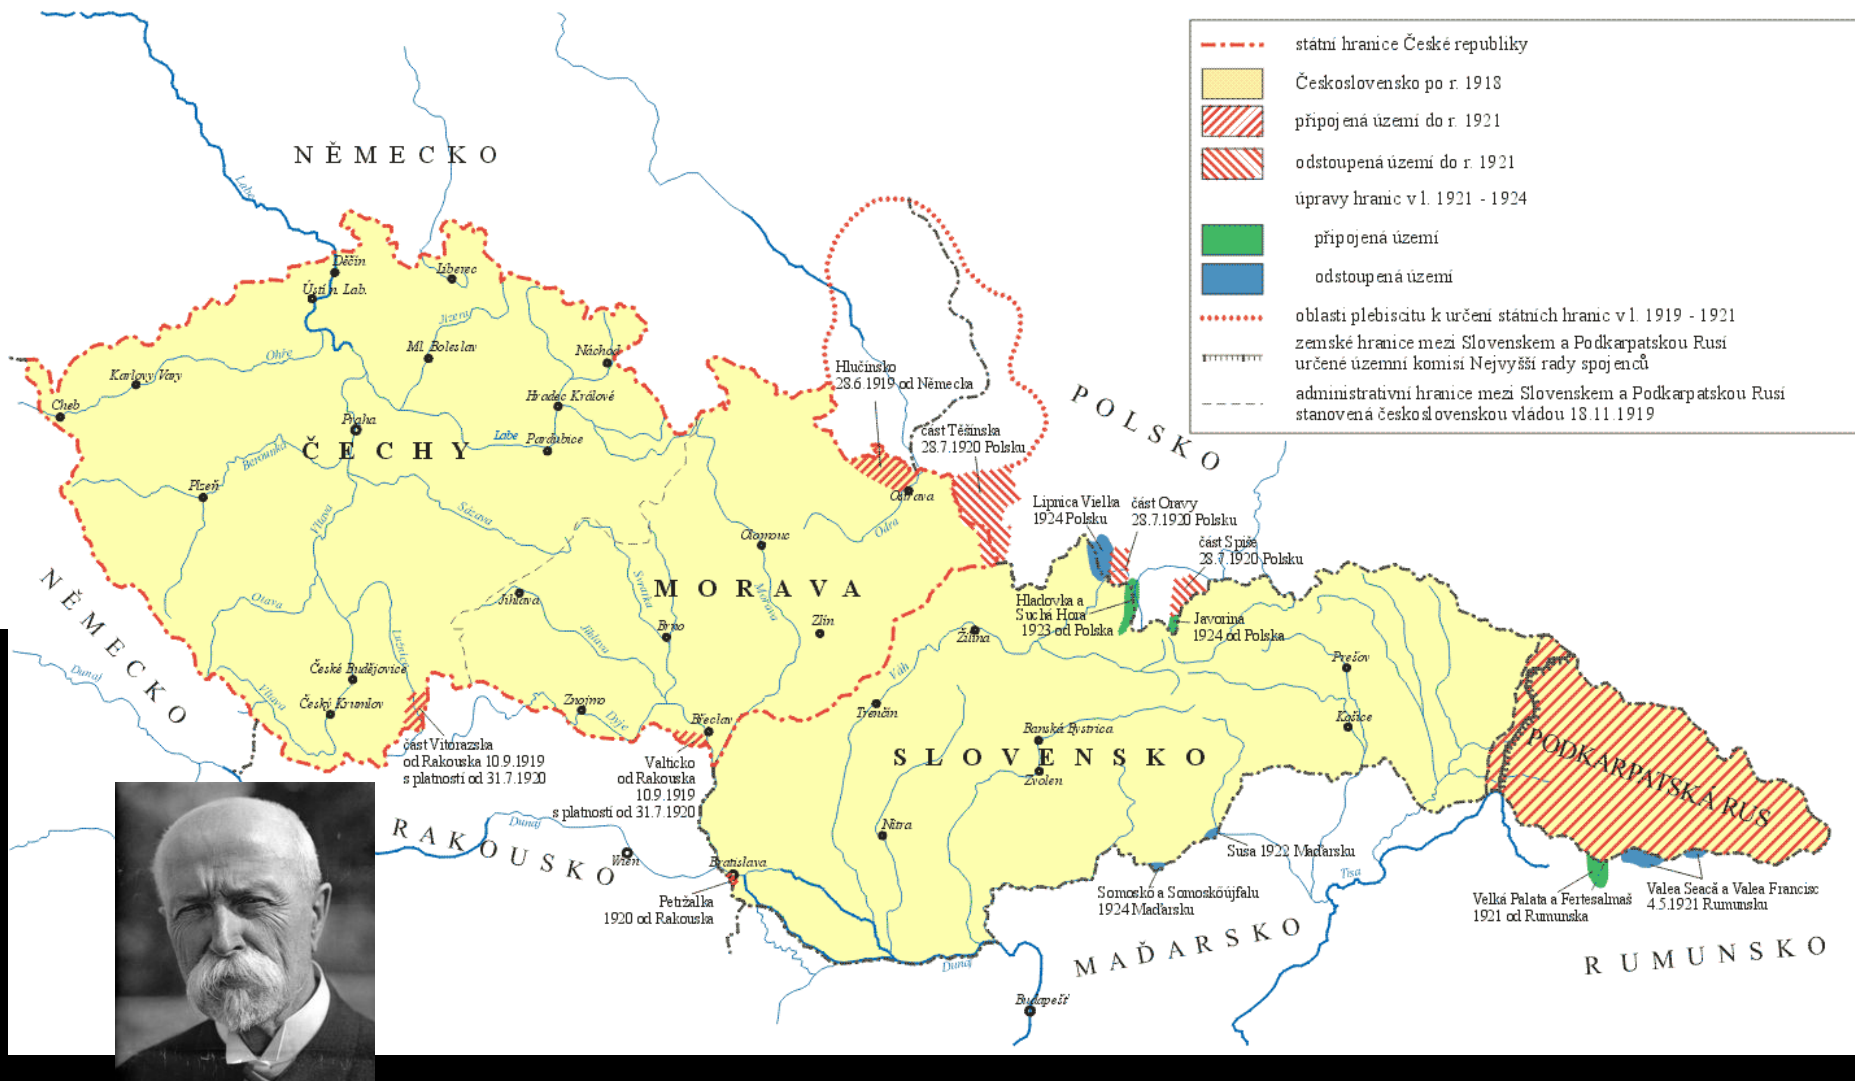 státní hranice České republiky
Československo po r. 1918
připojená území do r. 1921
odstoupená území do r. 1921
úpravy hranic v l. 1921 - 1924
připojená území
odstoupená území
oblasti plebiscitu k určení státních hranic v l. 1919 - 1921
zemské hranice mezi Slovenskem a Podkarpatskou Rusí
určené územní komisí Nejvyšší rady spojenců
administrativní hranice mezi Slovenskem a Podkarpatskou Rusí
stanovená československou vládou 18.11.1919
NĚMECKO
Labe
Děčín
Liberec
Ústí n. Lab.
Jizera
Ml. Boleslav
Náchod
Ohře
Karlovy Vary
Cheb
Hradec Králové
Praha
Labe
Pardubice
ČECHY
Berounka
Plzeň
Vltava
Sázava
Hlučínsko
28.6.1919 od Německa
část Těšínska
28.7.1920 Polsku
POLSKO
Ostrava
Odra
Olomouc
Lipnica Vielka
1924 Polsku
část Oravy
28.7.1920 Polsku
část Spiše
28.7.1920 Polsku
NĚMECKO
Otava
Lužnice
Jihlava
Svratka
MORAVA
Morava
Jihlava
Brno
Zlín
Hladovka a
Suchá Hora
1923 od Polska
Javorina
1924 od Polska
Žilina
Váh
Prešov
Dunaj
České Budějovice
Vltava
Český Krumlov
Znojmo
Dyje
Břeclav
Trenčín
Banská Bystrica
Košice
část Vitorazska
od Rakouska 10.9.1919
s platností od 31.7.1920
Valticko
od Rakouska
10.9.1919
s platností od 31.7.1920
SLOVENSKO
Zvolen
PODKARPATSKÁ RUS
RAKOUSKO
Dunaj
Wien
Nitra
Bratislava
Petržalka
1920 od Rakouska
Susa 1922 Maďarsku
Somosko a Somoskoújfalu
1924 Maďarsku
Tisa
Velká Palata a Fertesalmaš
1921 od Rumunska
Valea Seacă a Valea Francisc
4.5.1921 Rumunsku
MAĎARSKO
RUMUNSKO
Dunaj
Budapešť